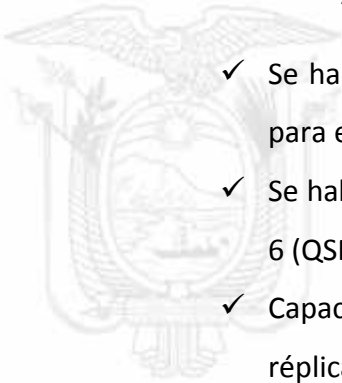 ✓ Se ha
para e
✓ Se hal
6 (QSI
✓ Capac
réplica